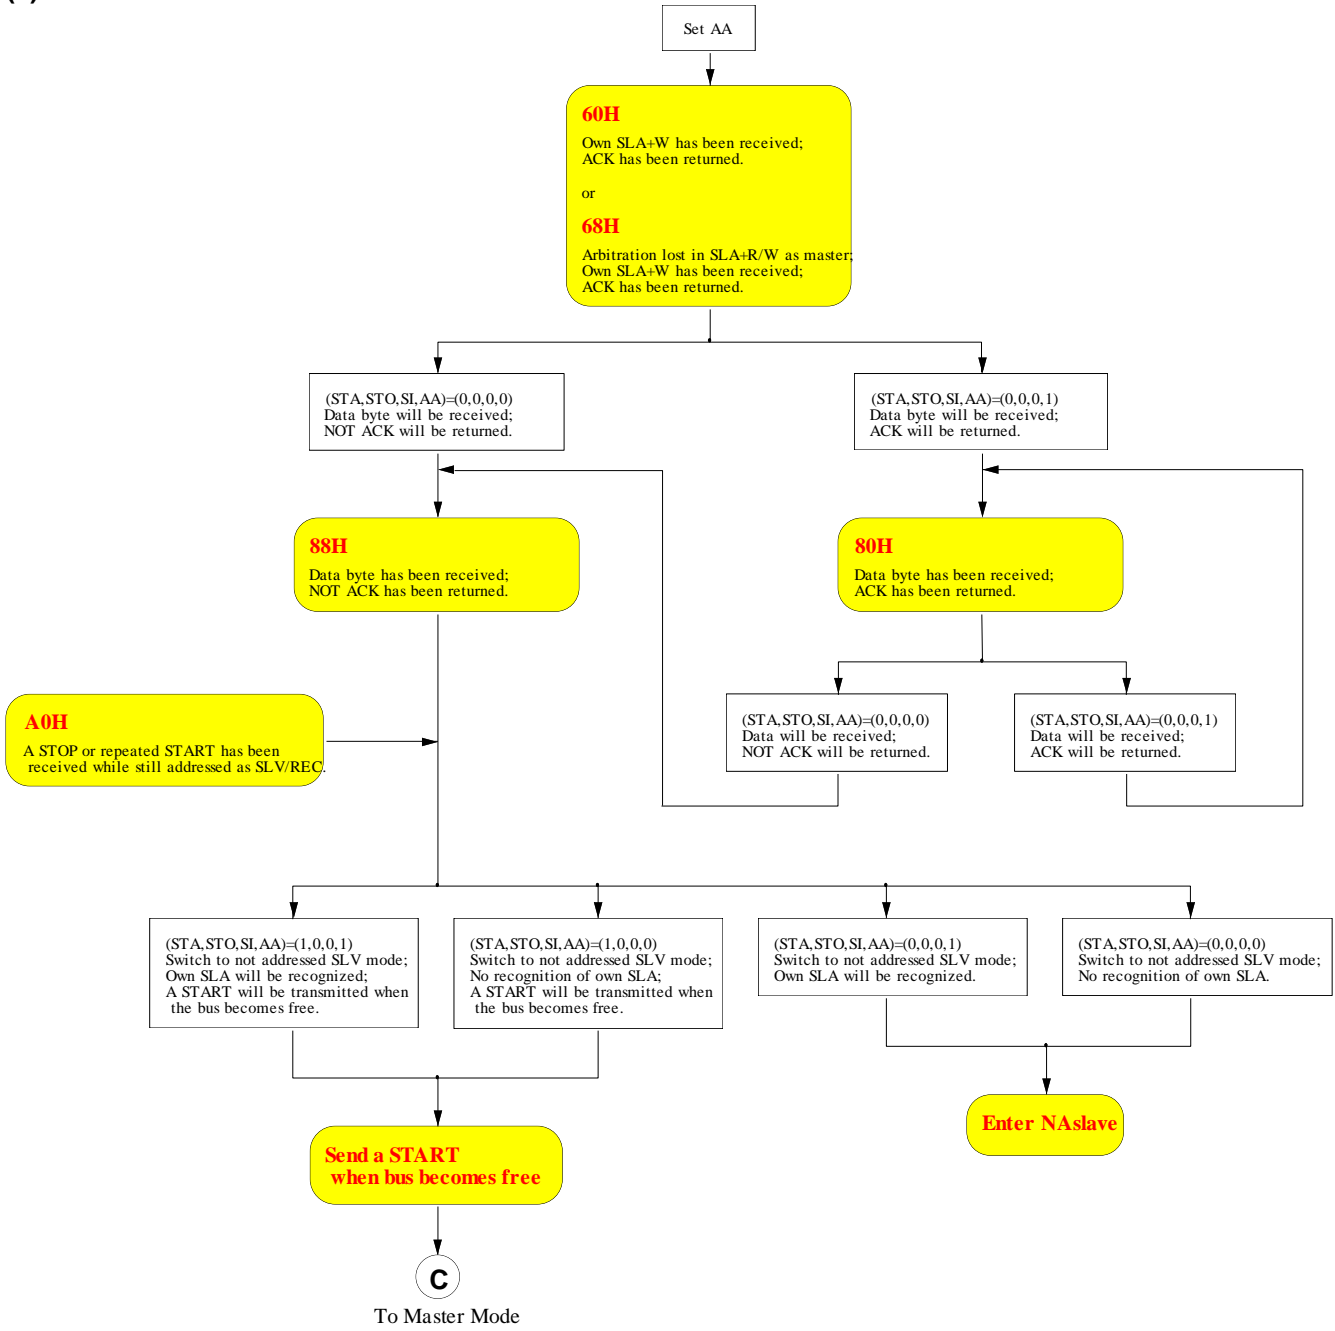 Set AA
60H
Own SLA+W has been received;
ACK has been returned.
or
68H
Arbitration lost in SLA+R/W as master;
Own SLA+W has been received;
ACK has been returned.
(STA,STO,SI,AA)=(0,0,0,0)
Data byte will be received;
NOT ACK will be returned.
(STA,STO,SI,AA)=(0,0,0,1)
Data byte will be received;
ACK will be returned.
88H
Data byte has been received;
NOT ACK has been returned.
80H
Data byte has been received;
ACK has been returned.
A0H
A STOP or repeated START has been
received while still addressed as SLV/REC.
(STA,STO,SI,AA)=(0,0,0,0)
Data will be received;
NOT ACK will be returned.
(STA,STO,SI,AA)=(0,0,0,1)
Data will be received;
ACK will be returned.
(STA,STO,SI,AA)=(1,0,0,1)
Switch to not addressed SLV mode;
Own SLA will be recognized;
A START will be transmitted when
the bus becomes free.
(STA,STO,SI,AA)=(1,0,0,0)
Switch to not addressed SLV mode;
No recognition of own SLA;
A START will be transmitted when
the bus becomes free.
(STA,STO,SI,AA)=(0,0,0,1)
Switch to not addressed SLV mode;
Own SLA will be recognized.
(STA,STO,SI,AA)=(0,0,0,0)
Switch to not addressed SLV mode;
No recognition of own SLA.
Enter NAslave
Send a START
when bus becomes free
C
To Master Mode